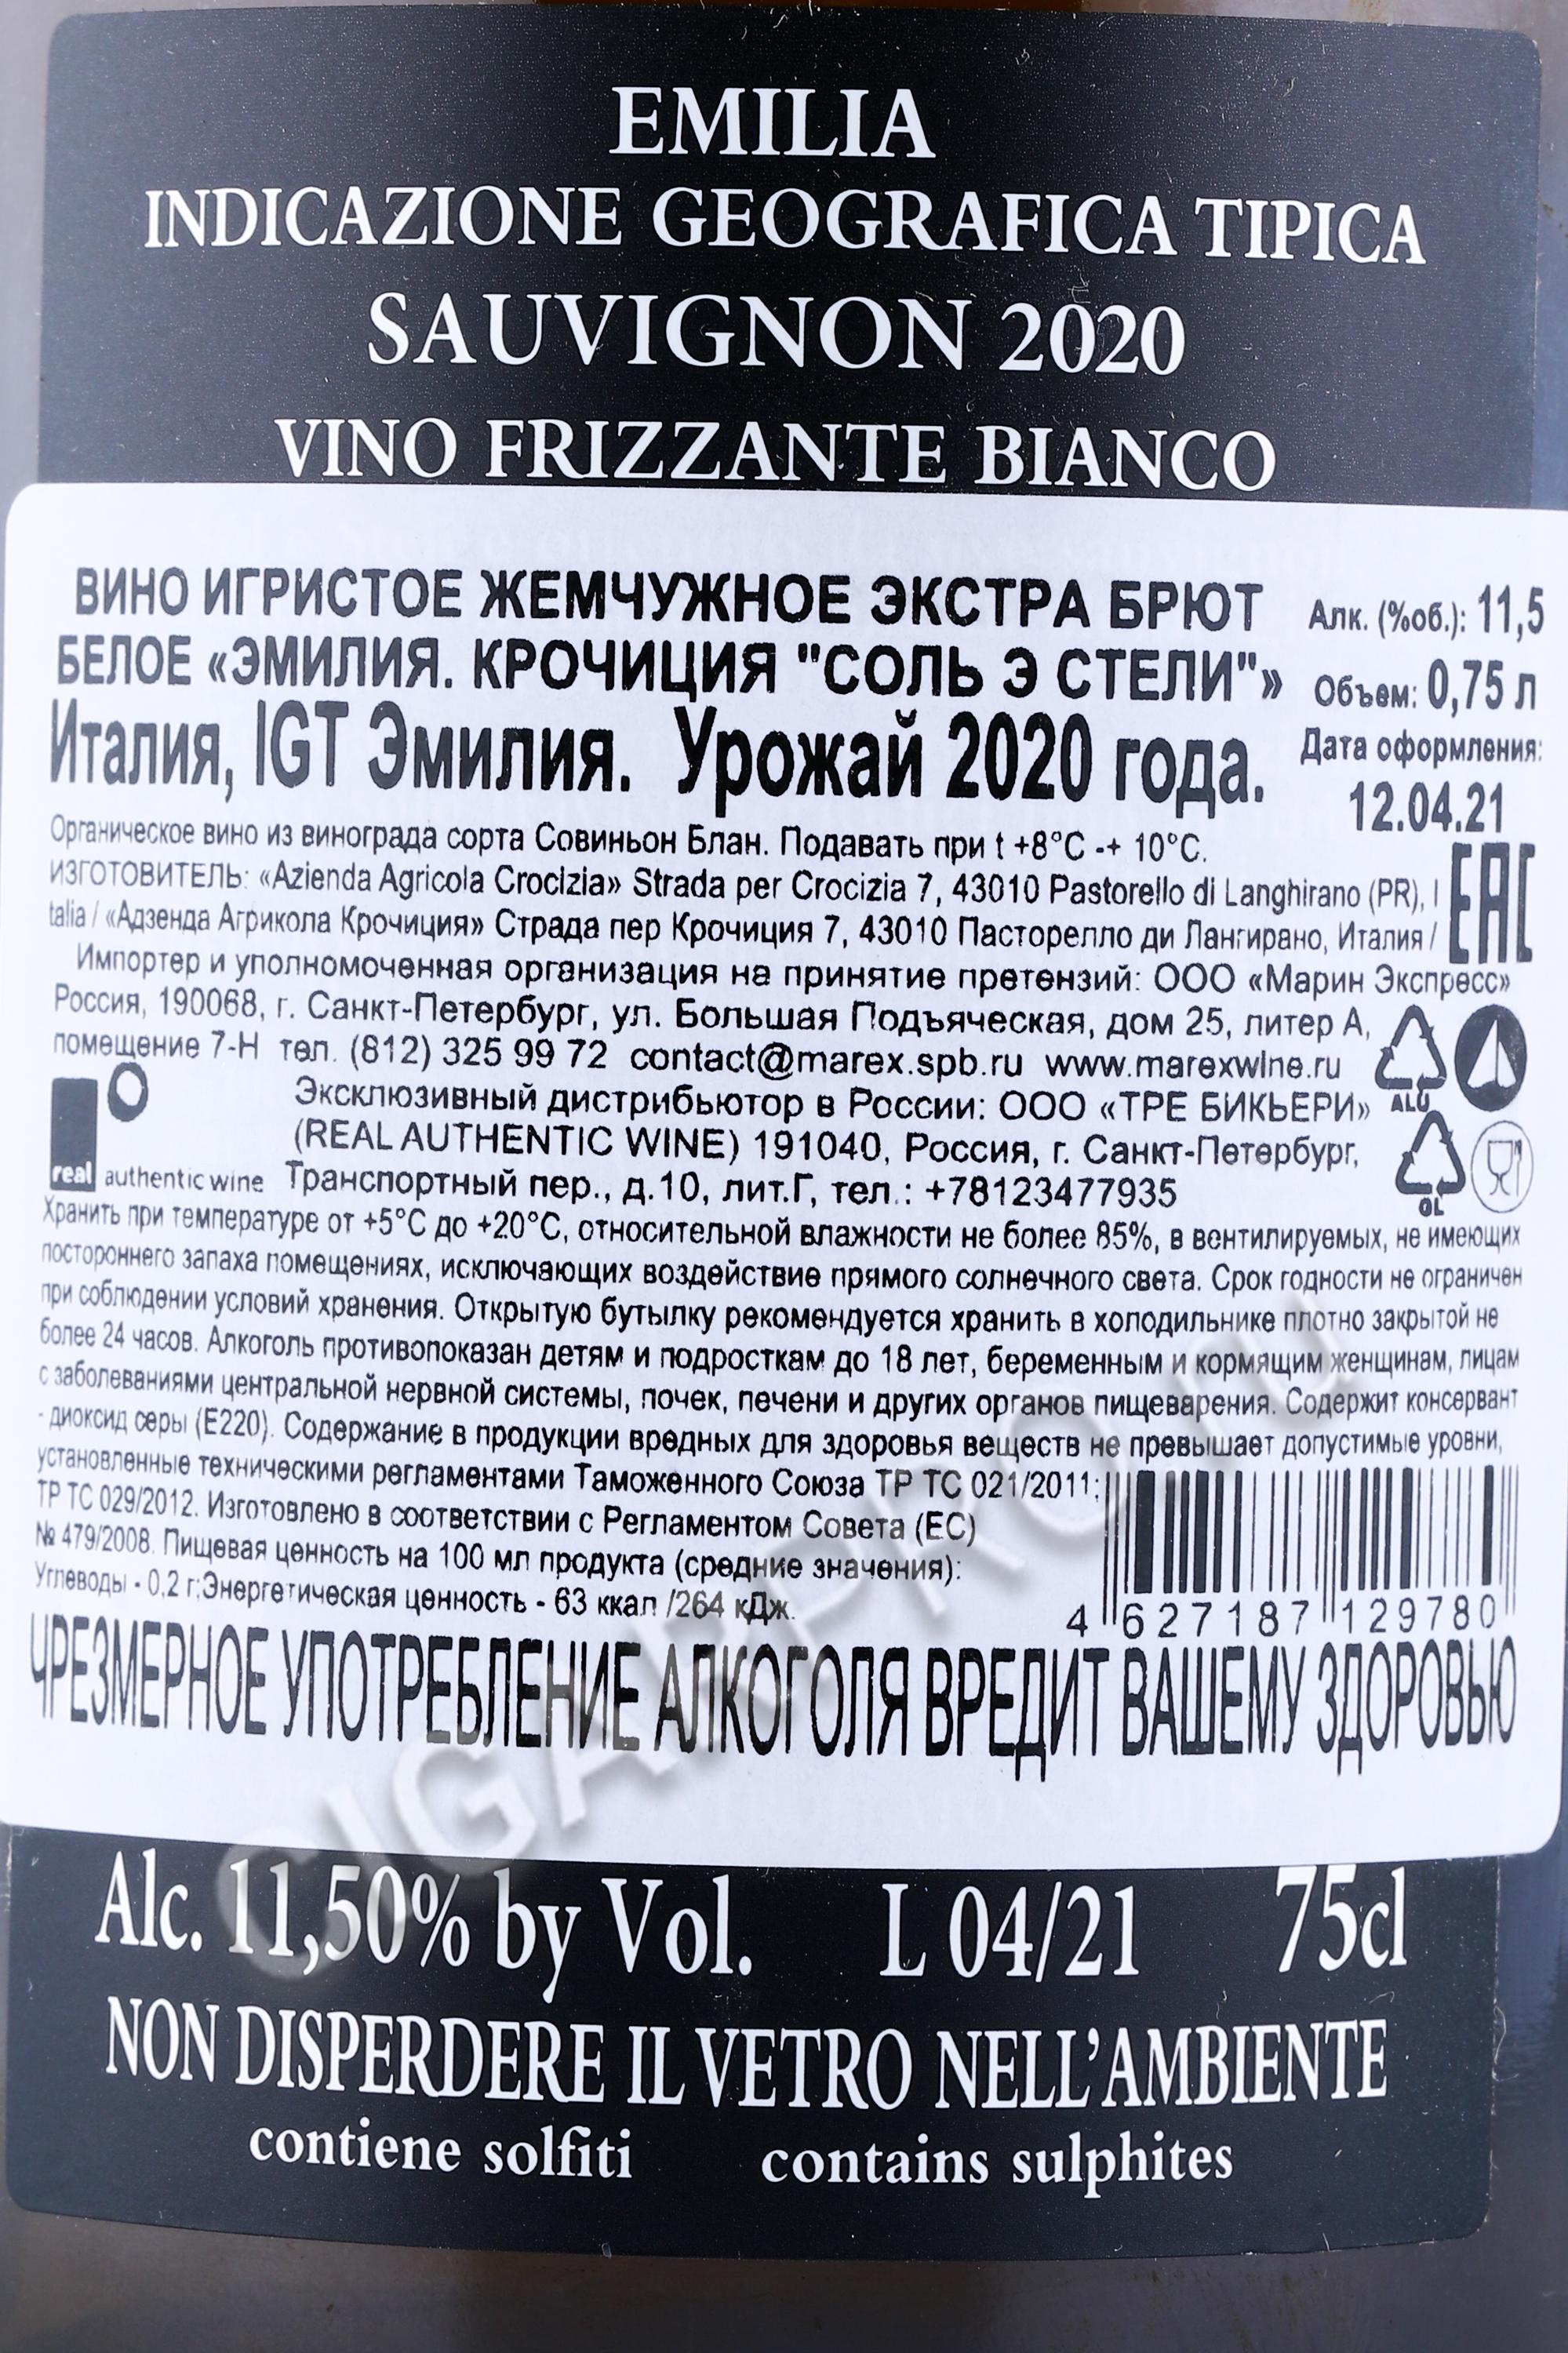 EMILIA
INDICAZIONE GEOGRAFICA TIPICA
SAUVIGNON 2020
VINO FRIZZANTE BIANCO
ВИНО ИГРИСТОЕ ЖЕМЧУЖНОЕ ЭКСТРА БРЮТ
БЕЛОЕ «ЭМИЛИЯ. КРОЧИЦИЯ "СОЛЬ Э СТЕЛИ"»
Италия, IGT Эмилия. Урожай 2020 года.
Алк. (%об.): 11,5
Объем: 0,75 л
Дата оформления:
12.04.21
Органическое вино из винограда сорта Совиньон Блан. Подавать при t +8°C -+ 10°C.
ИЗГОТОВИТЕЛЬ: «Azienda Agricola Crocizia» Strada per Crocizia 7, 43010 Pastorello di Langhirano (PR), I
talia / «Адзенда Агрикола Крочиция» Страда пер Крочиция 7, 43010 Пасторелло ди Лангирано, Италия /
EAC
Импортер и уполномоченная организация на принятие претензий: ООО «Марин Экспресс»
Россия, 190068, г. Санкт-Петербург, ул. Большая Подъяческая, дом 25, литер А,
помещение 7-Н тел. (812) 325 99 72 contact@marex.spb.ru www.marexwine.ru
Эксклюзивный дистрибьютор в России: ООО «ТРЕ БИКЬЕРИ»
(REAL AUTHENTIC WINE) 191040, Россия, г. Санкт-Петербург,
Транспортный пер., д.10, лит.Г, тел.: +78123477935
real authentic wine
ALU
GL
Хранить при температуре от +5°C до +20°C, относительной влажности не более 85%, в вентилируемых, не имеющих
постороннего запаха помещениях, исключающих воздействие прямого солнечного света. Срок годности не ограничен
при соблюдении условий хранения. Открытую бутылку рекомендуется хранить в холодильнике плотно закрытой не
более 24 часов. Алкоголь противопоказан детям и подросткам до 18 лет, беременным и кормящим женщинам, лицам
с заболеваниями центральной нервной системы, почек, печени и других органов пищеварения. Содержит консервант
- диоксид серы (E220). Содержание в продукции вредных для здоровья веществ не превышает допустимые уровни,
установленные техническими регламентами Таможенного Союза ТР ТС 021/2011;
ТР ТС 029/2012. Изготовлено в соответствии с Регламентом Совета (ЕС)
№ 479/2008. Пищевая ценность на 100 мл продукта (средние значения):
Углеводы - 0,2 г;Энергетическая ценность - 63 ккал /264 кДж.
4 627187 129780
ЧРЕЗМЕРНОЕ УПОТРЕБЛЕНИЕ АЛКОГОЛЯ ВРЕДИТ ВАШЕМУ ЗДОРОВЬЮ
CIGARPRO.ru
Alc. 11,50% by Vol. L 04/21 75cl
NON DISPERDERE IL VETRO NELL'AMBIENTE
contiene solfiti contains sulphites